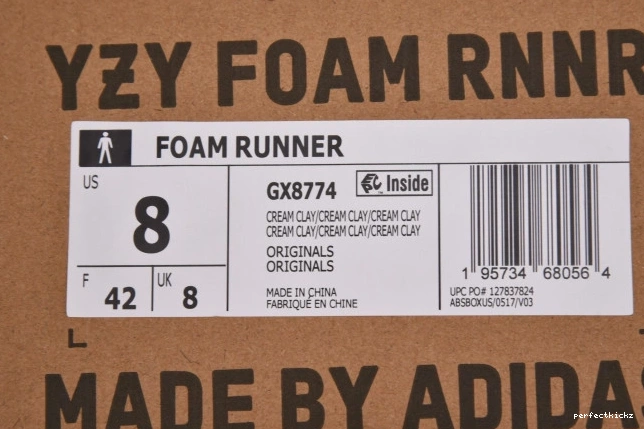 YZY FOAM RNNR
FOAM RUNNER
US
8
F
42
UK
8
GX8774
Inside
CREAM CLAY/CREAM CLAY/CREAM CLAY
CREAM CLAY/CREAM CLAY/CREAM CLAY
ORIGINALS
ORIGINALS
MADE IN CHINA
FABRIQUÉ EN CHINE
1 95734 68056 4
UPC PO# 127837824
ABSBOXUS/0517/V03
MADE BY ADIDAS
perfectkickz